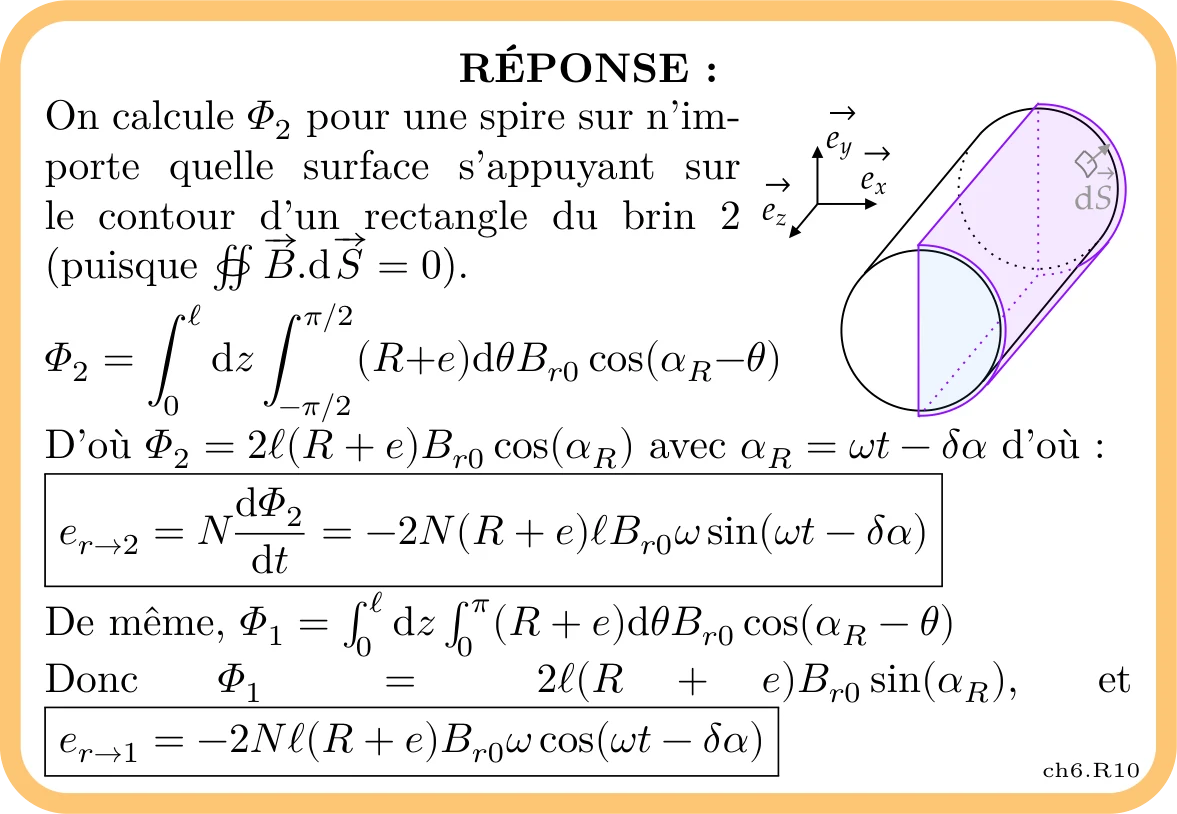 RÉPONSE :
On calcule Φ₂ pour une spire sur n'im-
porte quelle surface s'appuyant sur
le contour d'un rectangle du brin 2
(puisque ∯ B⃗.dS⃗ = 0).
e⃗_y
e⃗_x
e⃗_z
dS⃗
Φ₂ = ∫₀^ℓ dz ∫_{−π/2}^{π/2} (R+e)dθB_{r0} cos(α_R−θ)
D'où Φ₂ = 2ℓ(R + e)B_{r0} cos(α_R) avec α_R = ωt − δα d'où :
e_{r→2} = N dΦ₂/dt = −2N(R + e)ℓB_{r0}ω sin(ωt − δα)
De même, Φ₁ = ∫₀^ℓ dz ∫₀^π (R + e)dθB_{r0} cos(α_R − θ)
Donc Φ₁ = 2ℓ(R + e)B_{r0} sin(α_R), et
e_{r→1} = −2Nℓ(R + e)B_{r0}ω cos(ωt − δα)
ch6.R10